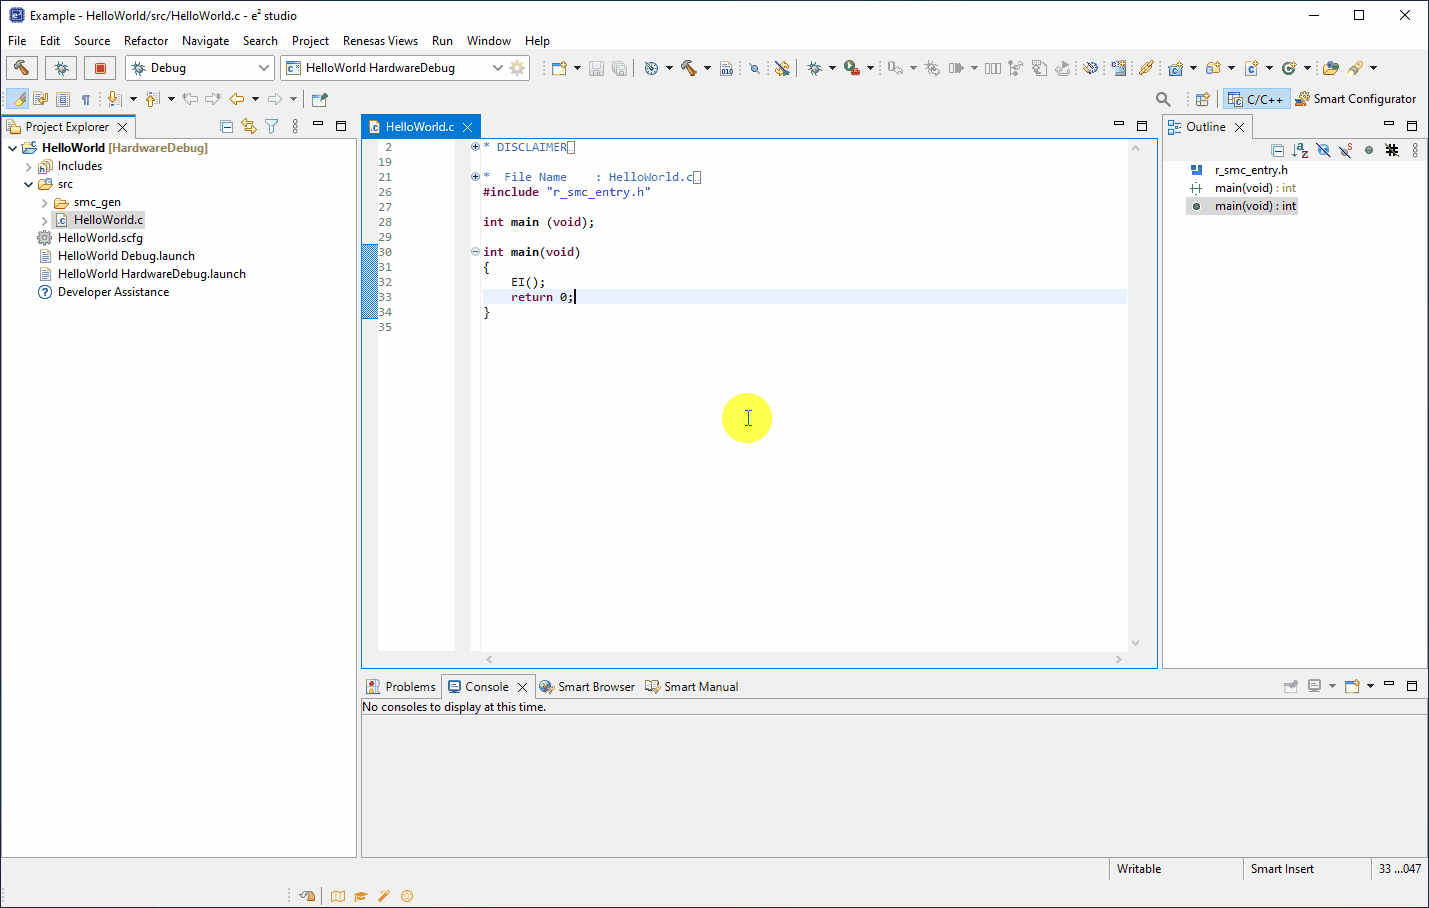 Example - HelloWorld/src/HelloWorld.c - e² studio
File Edit Source Refactor Navigate Search Project Renesas Views Run Window Help
Debug HelloWorld HardwareDebug
C/C++ Smart Configurator
Project Explorer
HelloWorld [HardwareDebug]
Includes
src
smc_gen
HelloWorld.c
HelloWorld.scfg
HelloWorld Debug.launch
HelloWorld HardwareDebug.launch
Developer Assistance
HelloWorld.c
2 * DISCLAIMER
19
21 * File Name : HelloWorld.c
26 #include "r_smc_entry.h"
27
28 int main (void);
29
30 int main(void)
31 {
32 EI();
33 return 0;
34 }
35
Outline
r_smc_entry.h
main(void) : int
main(void) : int
Problems Console Smart Browser Smart Manual
No consoles to display at this time.
Writable Smart Insert 33 ...047